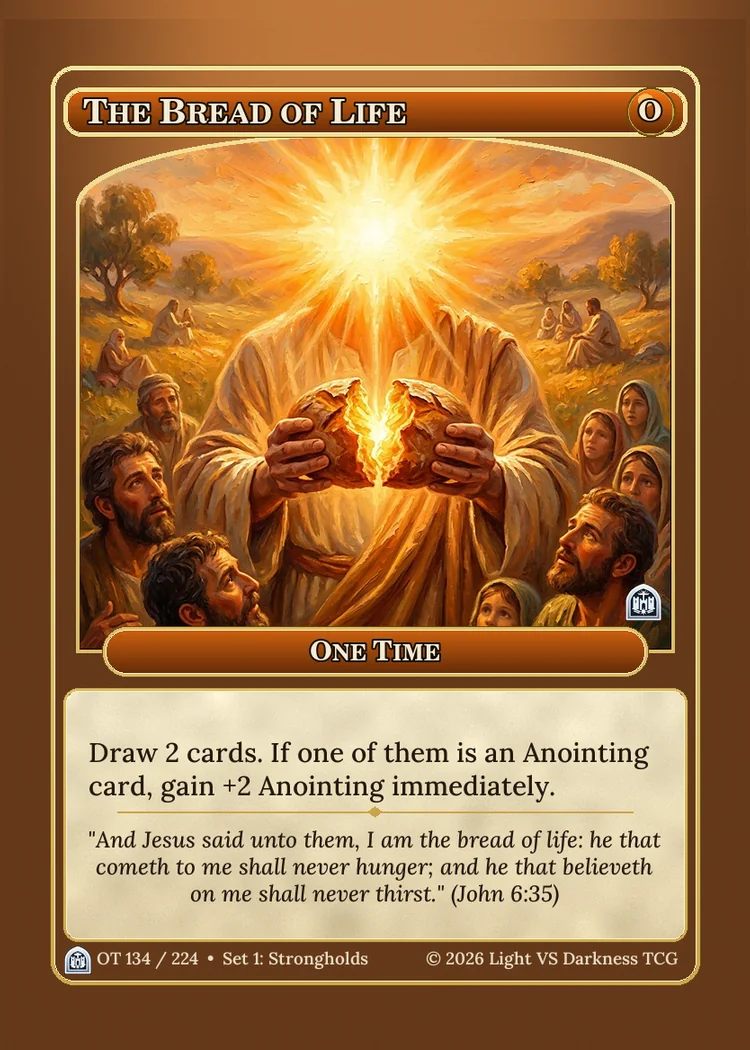 The Bread of Life
O
One Time
Draw 2 cards. If one of them is an Anointing
card, gain +2 Anointing immediately.
"And Jesus said unto them, I am the bread of life: he that
cometh to me shall never hunger; and he that believeth
on me shall never thirst." (John 6:35)
OT 134 / 224 • Set 1: Strongholds © 2026 Light VS Darkness TCG